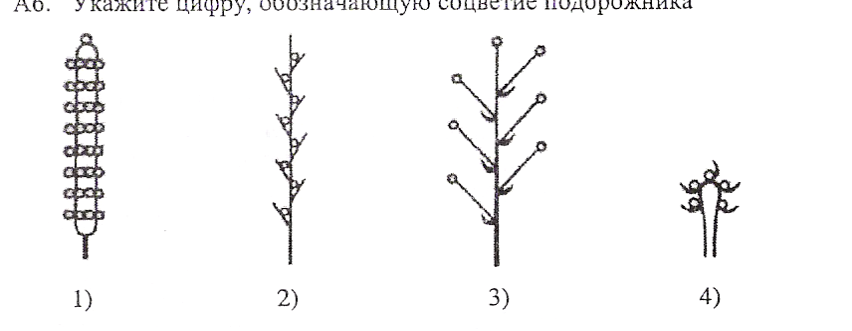 А6. Укажите цифру, обозначающую соцветие подорожника
1) 2) 3) 4)